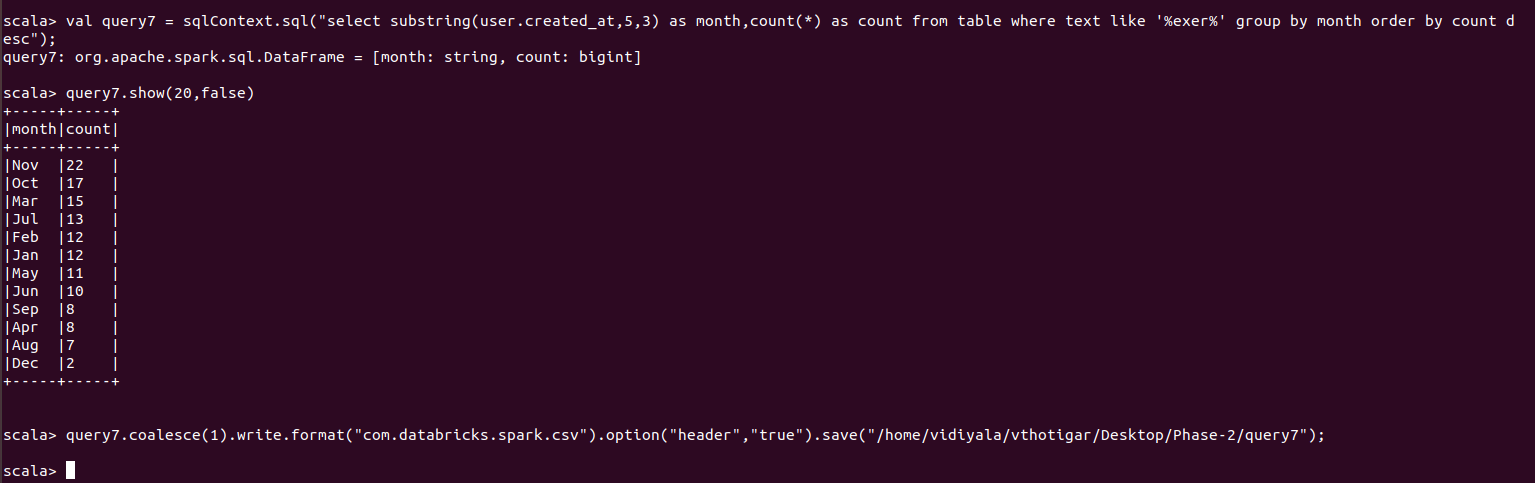 scala> val query7 = sqlContext.sql("select substring(user.created_at,5,3) as month,count(*) as count from table where text like '%exer%' group by month order by count d
esc");
query7: org.apache.spark.sql.DataFrame = [month: string, count: bigint]
scala> query7.show(20,false)
+-----+-----+
|month|count|
+-----+-----+
|Nov  |22   |
|Oct  |17   |
|Mar  |15   |
|Jul  |13   |
|Feb  |12   |
|Jan  |12   |
|May  |11   |
|Jun  |10   |
|Sep  |8    |
|Apr  |8    |
|Aug  |7    |
|Dec  |2    |
+-----+-----+
scala> query7.coalesce(1).write.format("com.databricks.spark.csv").option("header","true").save("/home/vidiyala/vthotigar/Desktop/Phase-2/query7");
scala>